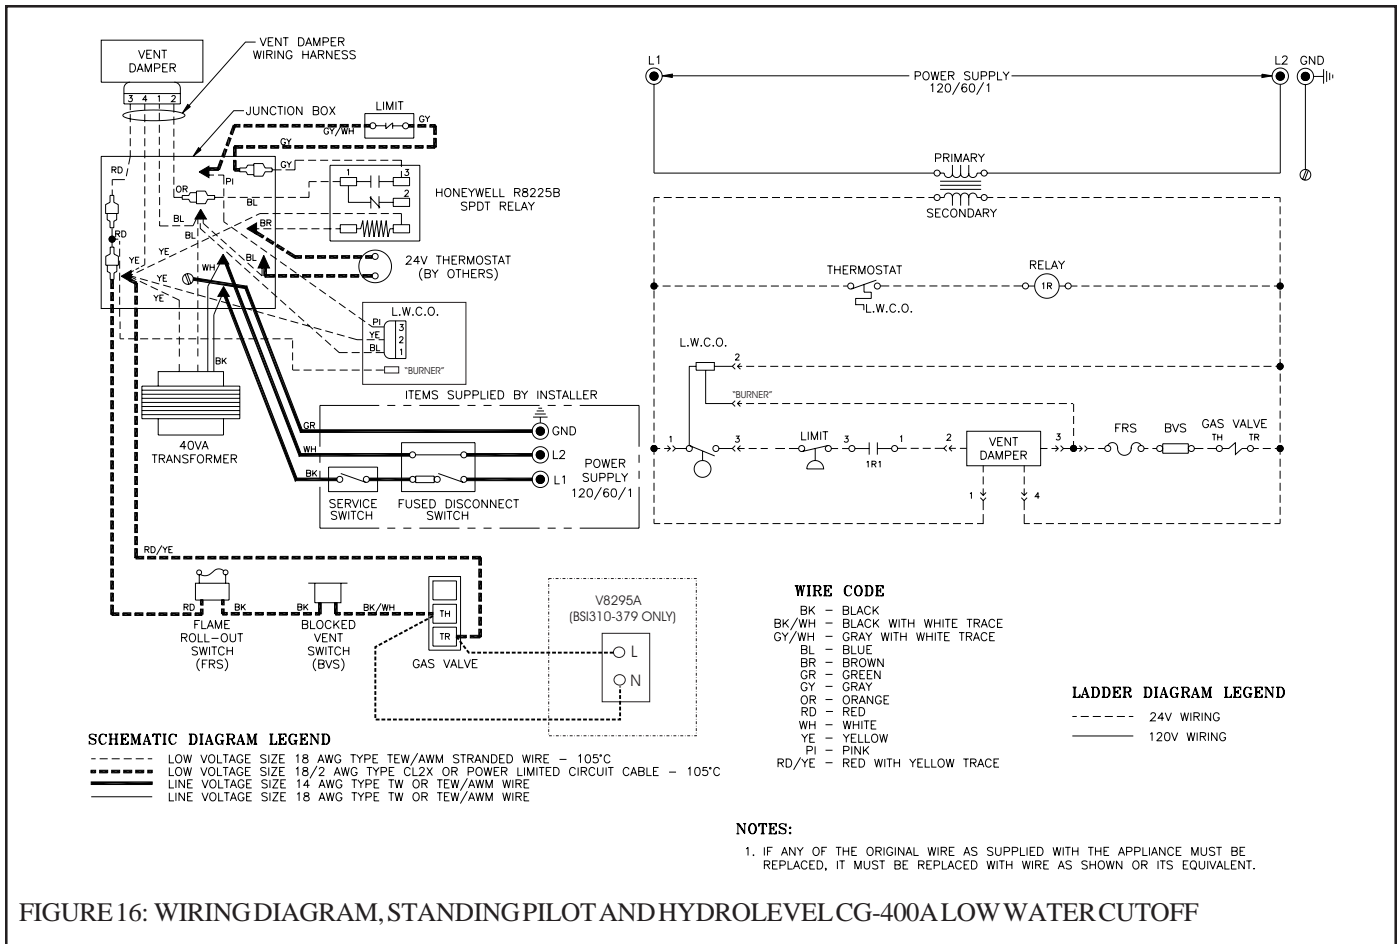 VENT DAMPER
WIRING HARNESS
VENT
DAMPER
3 4 1 2
JUNCTION BOX
LIMIT
GY/WH
GY
GY
GY
RD
PI
OR
BL
BL
BR
RD
BL
YE
YE
YE
WH
BL
BK
1
3
2
HONEYWELL R8225B
SPDT RELAY
24V THERMOSTAT
(BY OTHERS)
L.W.C.O.
PI 3
YE 2
BL 1
"BURNER"
40VA
TRANSFORMER
ITEMS SUPPLIED BY INSTALLER
GR
GND
WH
L2
BK
L1
POWER
SUPPLY
120/60/1
SERVICE
SWITCH
FUSED DISCONNECT
SWITCH
RD/YE
RD
BK
BK
BK/WH
TH
TR
FLAME
ROLL-OUT
SWITCH
(FRS)
BLOCKED
VENT
SWITCH
(BVS)
GAS VALVE
V8295A
(BSI310-379 ONLY)
L
N
L1
POWER SUPPLY
120/60/1
L2 GND
PRIMARY
SECONDARY
THERMOSTAT
L.W.C.O.
RELAY
1R
L.W.C.O.
2
"BURNER"
1
3
LIMIT
3
1
1R1
2
VENT
DAMPER
3
FRS BVS GAS VALVE
TH TR
1
4
WIRE CODE
BK - BLACK
BK/WH - BLACK WITH WHITE TRACE
GY/WH - GRAY WITH WHITE TRACE
BL - BLUE
BR - BROWN
GR - GREEN
GY - GRAY
OR - ORANGE
RD - RED
WH - WHITE
YE - YELLOW
PI - PINK
RD/YE - RED WITH YELLOW TRACE
LADDER DIAGRAM LEGEND
24V WIRING
120V WIRING
SCHEMATIC DIAGRAM LEGEND
LOW VOLTAGE SIZE 18 AWG TYPE TEW/AWM STRANDED WIRE - 105°C
LOW VOLTAGE SIZE 18/2 AWG TYPE CL2X OR POWER LIMITED CIRCUIT CABLE - 105°C
LINE VOLTAGE SIZE 14 AWG TYPE TW OR TEW/AWM WIRE
LINE VOLTAGE SIZE 18 AWG TYPE TW OR TEW/AWM WIRE
NOTES:
1. IF ANY OF THE ORIGINAL WIRE AS SUPPLIED WITH THE APPLIANCE MUST BE
REPLACED, IT MUST BE REPLACED WITH WIRE AS SHOWN OR ITS EQUIVALENT.
FIGURE 16: WIRING DIAGRAM, STANDING PILOT AND HYDROLEVEL CG-400A LOW WATER CUTOFF